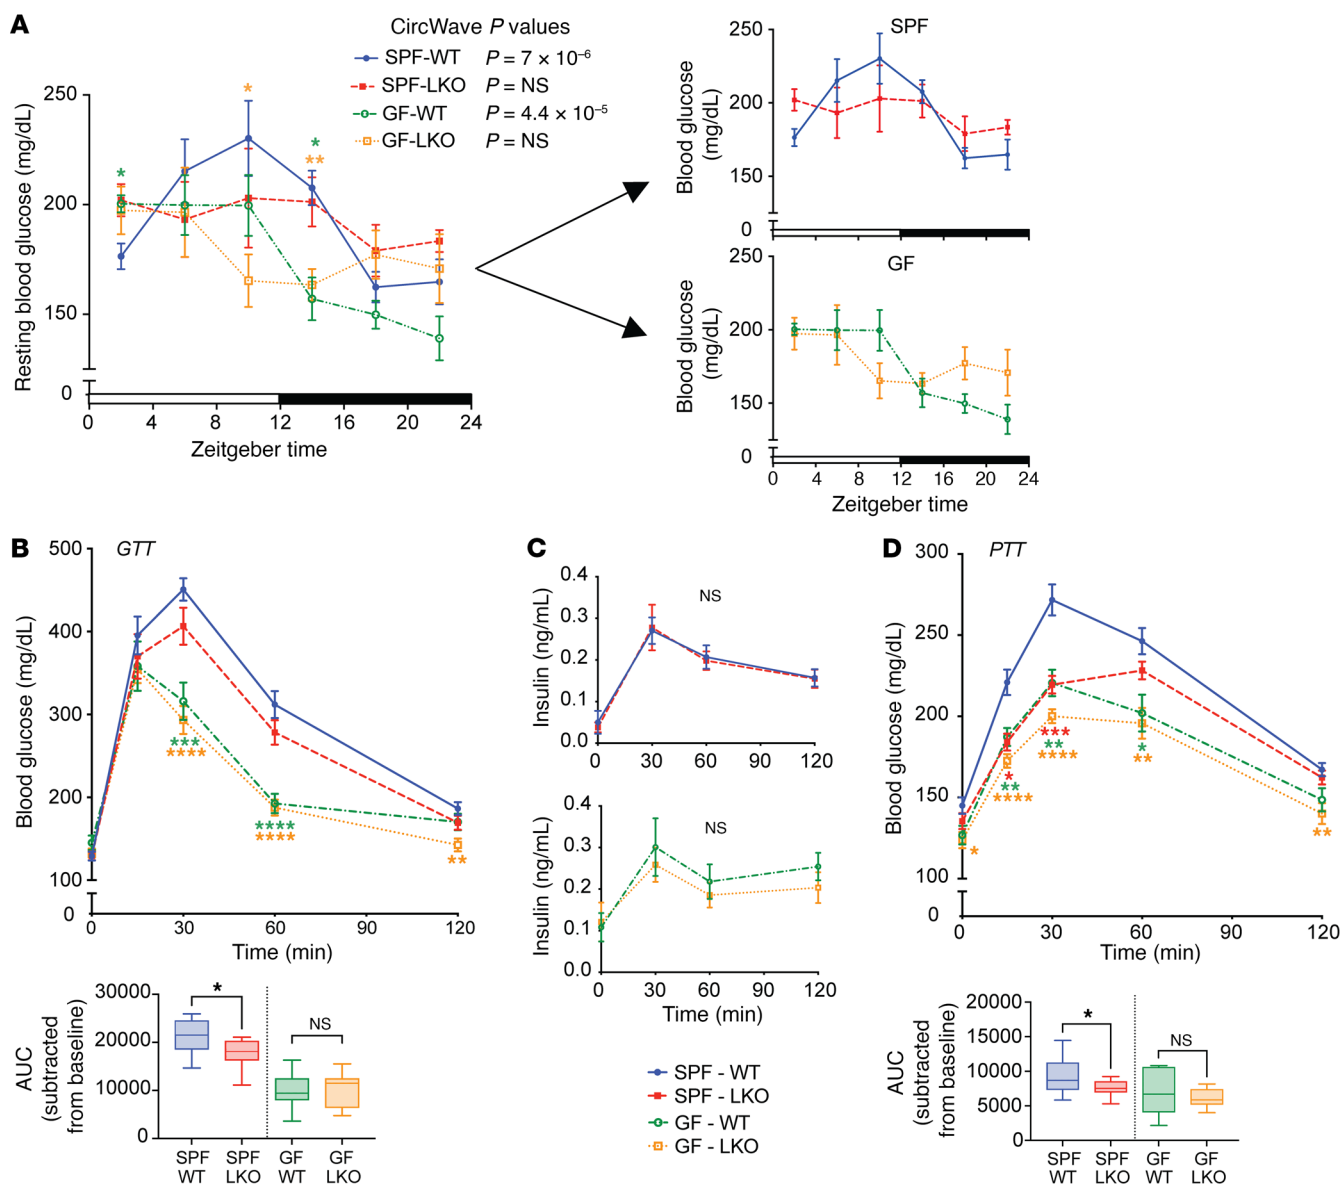 A
CircWave P values
SPF-WT P = 7 × 10–6
SPF-LKO P = NS
GF-WT P = 4.4 × 10–5
GF-LKO P = NS
Resting blood glucose (mg/dL)
250
200
150
0
*
*
*
**
0 4 8 12 16 20 24
Zeitgeber time
SPF
Blood glucose
(mg/dL)
250
200
150
0
GF
Blood glucose
(mg/dL)
250
200
150
0
0 4 8 12 16 20 24
Zeitgeber time
B
GTT
Blood glucose (mg/dL)
500
400
300
200
100
0
***
****
****
****
**
0 30 60 90 120
Time (min)
AUC
(subtracted
from baseline)
30000
20000
10000
0
*
NS
SPF SPF GF GF
WT LKO WT LKO
C
Insulin (ng/mL)
0.4
0.3
0.2
0.1
0.0
NS
0 30 60 90 120
Insulin (ng/mL)
0.4
0.3
0.2
0.1
0.0
NS
0 30 60 90 120
Time (min)
SPF - WT
SPF - LKO
GF - WT
GF - LKO
D
PTT
Blood glucose (mg/dL)
300
250
200
150
100
0
*
*
**
****
***
**
****
*
**
**
0 30 60 90 120
Time (min)
AUC
(subtracted
from baseline)
20000
15000
10000
5000
0
*
NS
SPF SPF GF GF
WT LKO WT LKO